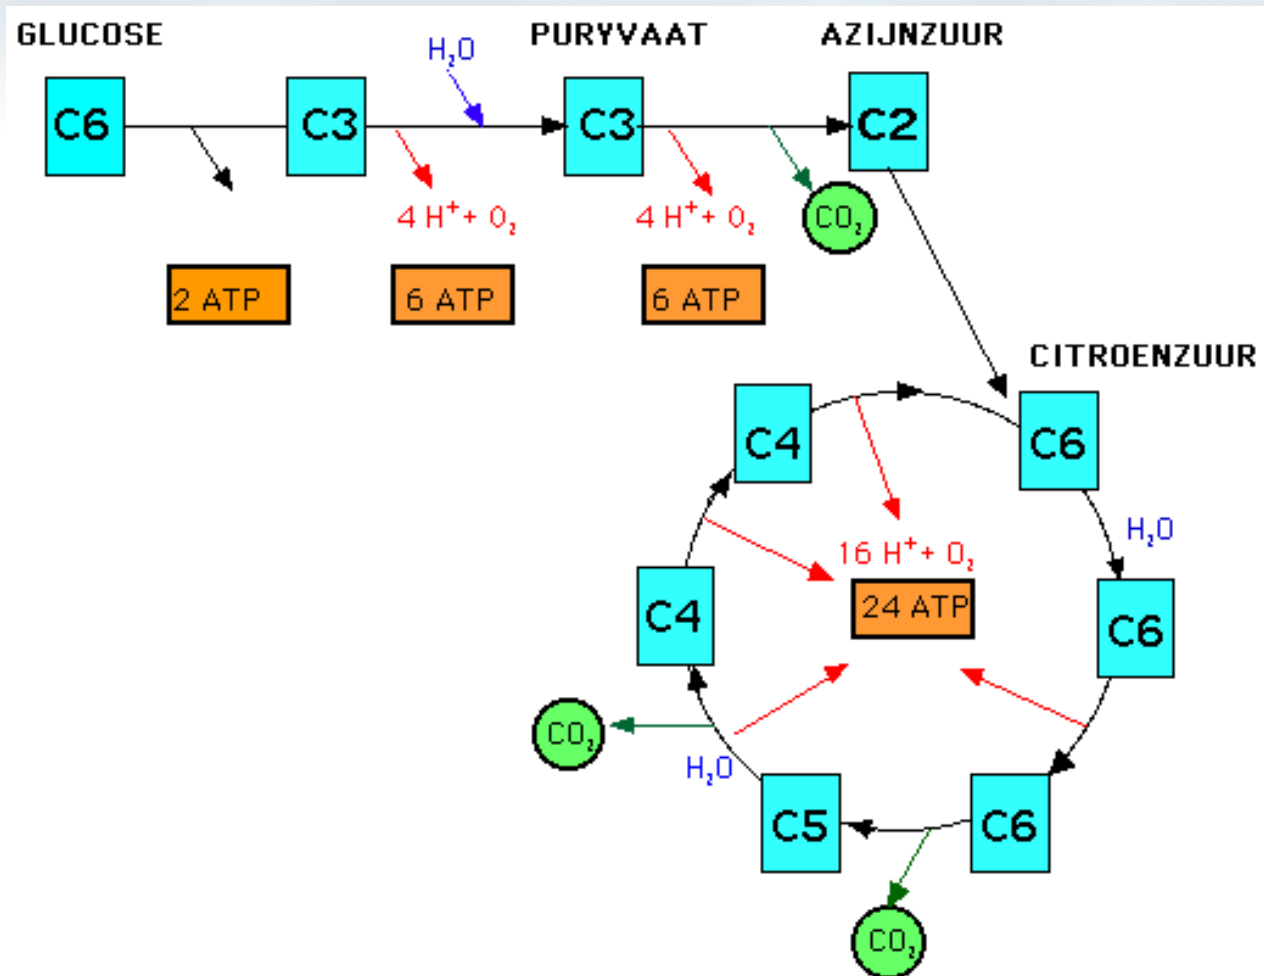 GLUCOSE
PURYVAAT
AZIJNZUUR
H₂O
C6
C3
C3
C2
4 H⁺+ O₂
4 H⁺+ O₂
CO₂
2 ATP
6 ATP
6 ATP
CITROENZUUR
C4
C6
H₂O
16 H⁺+ O₂
24 ATP
C4
C6
CO₂
H₂O
C5
C6
CO₂